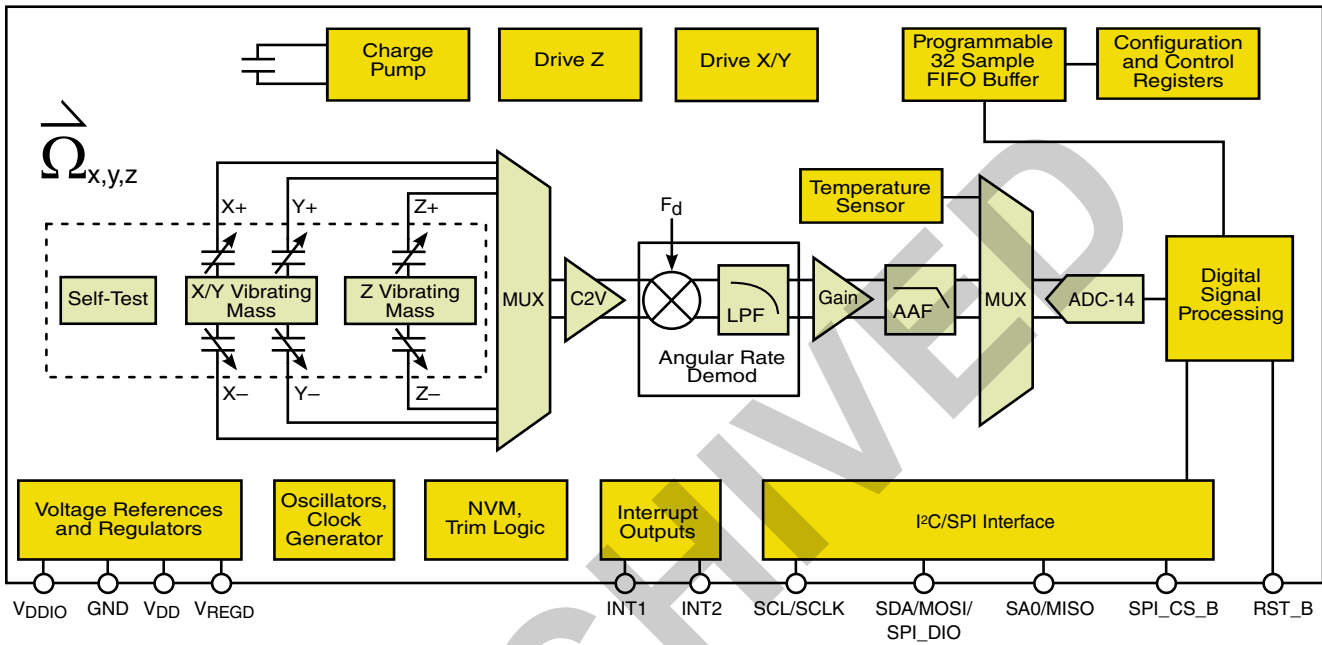 Charge
Pump
Drive Z
Drive X/Y
Programmable
32 Sample
FIFO Buffer
Configuration
and Control
Registers
Ωx,y,z
Temperature
Sensor
X+
Y+
Z+
Fd
Self-Test
X/Y Vibrating
Mass
Z Vibrating
Mass
MUX
C2V
LPF
Angular Rate
Demod
Gain
AAF
MUX
ADC-14
Digital
Signal
Processing
X–
Y–
Z–
Voltage References
and Regulators
Oscillators,
Clock
Generator
NVM,
Trim Logic
Interrupt
Outputs
I²C/SPI Interface
VDDIO
GND
VDD
VREGD
INT1
INT2
SCL/SCLK
SDA/MOSI/
SPI_DIO
SA0/MISO
SPI_CS_B
RST_B
CHIVED